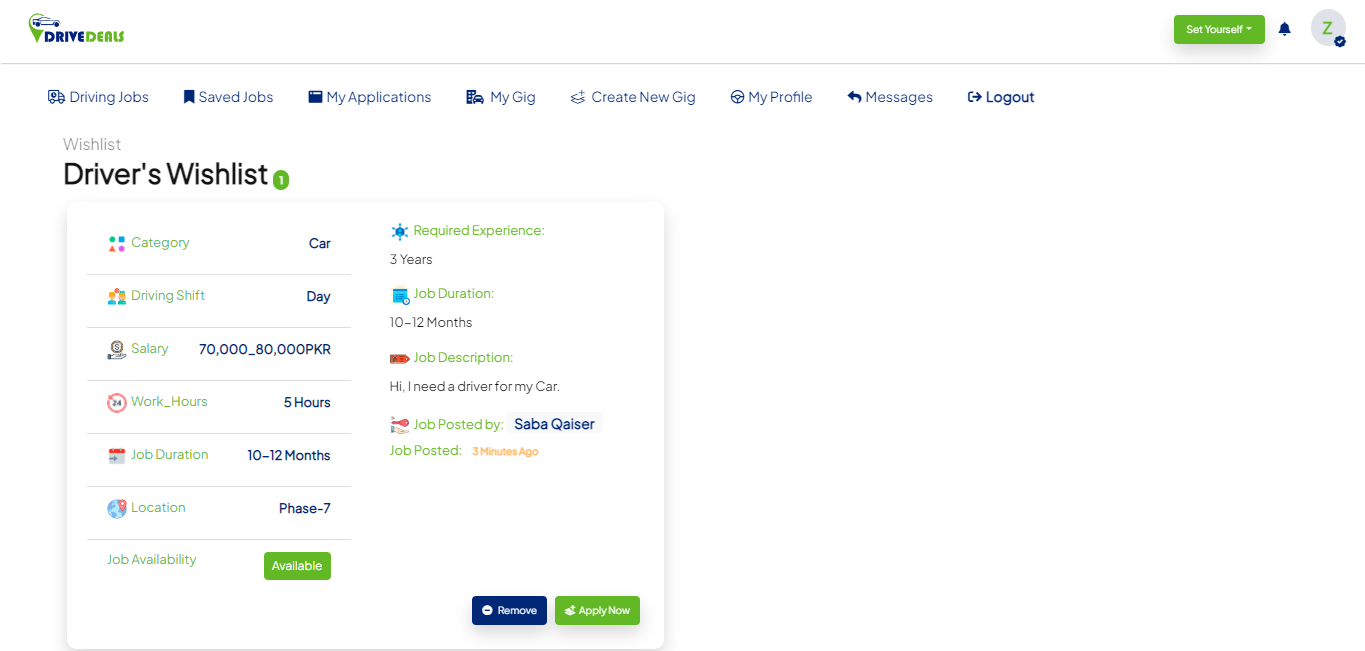 DRIVEDEALS
Set Yourself
Z
Driving Jobs
Saved Jobs
My Applications
My Gig
Create New Gig
My Profile
Messages
Logout
Wishlist
Driver's Wishlist 1
Category Car
Driving Shift Day
Salary 70,000_80,000PKR
24 Work_Hours 5 Hours
Job Duration 10-12 Months
Location Phase-7
Job Availability Available
Required Experience:
3 Years
Job Duration:
10-12 Months
Job Description:
Hi, I need a driver for my Car.
Job Posted by: Saba Qaiser
Job Posted: 3 Minutes Ago
Remove
Apply Now